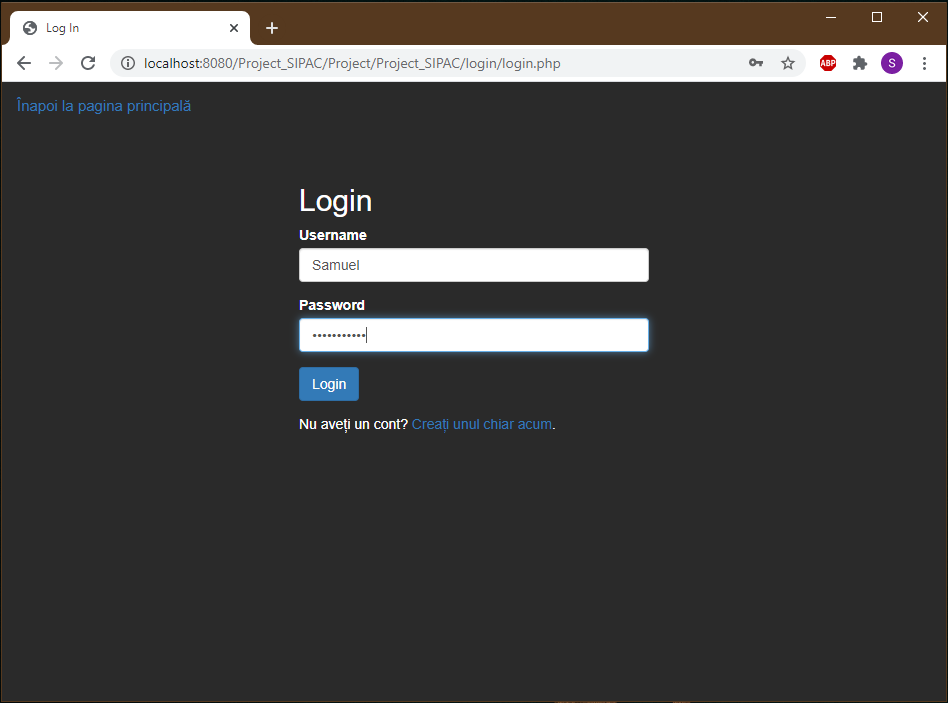 Log In
localhost:8080/Project_SIPAC/Project/Project_SIPAC/login/login.php
ABP
S
Înapoi la pagina principală
Login
Username
Samuel
Password
•••••••••••
Login
Nu aveți un cont? Creați unul chiar acum.